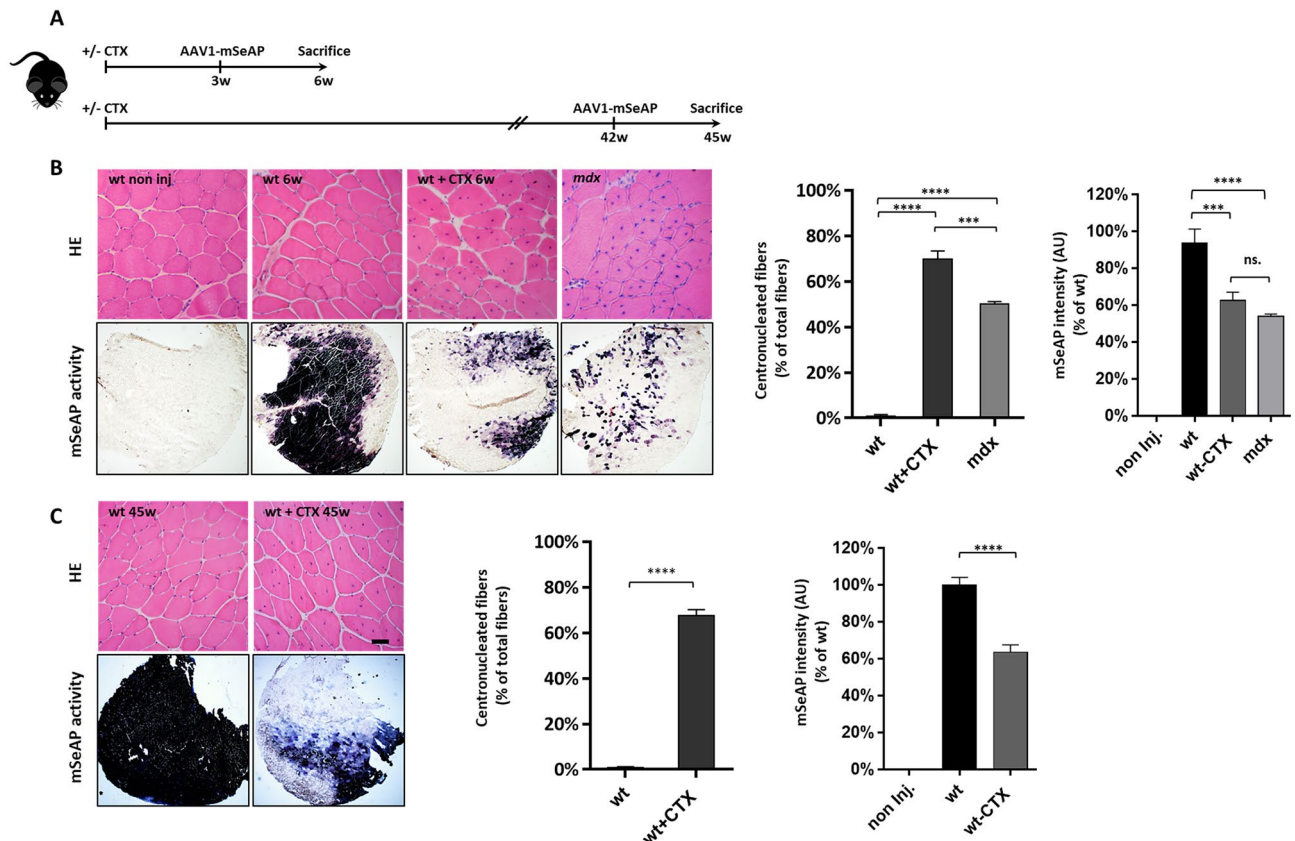 A
+/- CTX AAV1-mSeAP Sacrifice
3w 6w
+/- CTX AAV1-mSeAP Sacrifice
42w 45w
B
wt non inj wt 6w wt + CTX 6w mdx
HE
mSeAP activity
Centronucleated fibers
(% of total fibers)
100%
80%
60%
40%
20%
0%
**** ****
***
wt wt+CTX mdx
mSeAP intensity (AU)
(% of wt)
120%
100%
80%
60%
40%
20%
0%
****
***
ns.
non Inj. wt wt-CTX mdx
C
wt 45w wt + CTX 45w
HE
mSeAP activity
Centronucleated fibers
(% of total fibers)
100%
80%
60%
40%
20%
0%
****
wt wt+CTX
mSeAP intensity (AU)
(% of wt)
120%
100%
80%
60%
40%
20%
0%
****
non Inj. wt wt-CTX